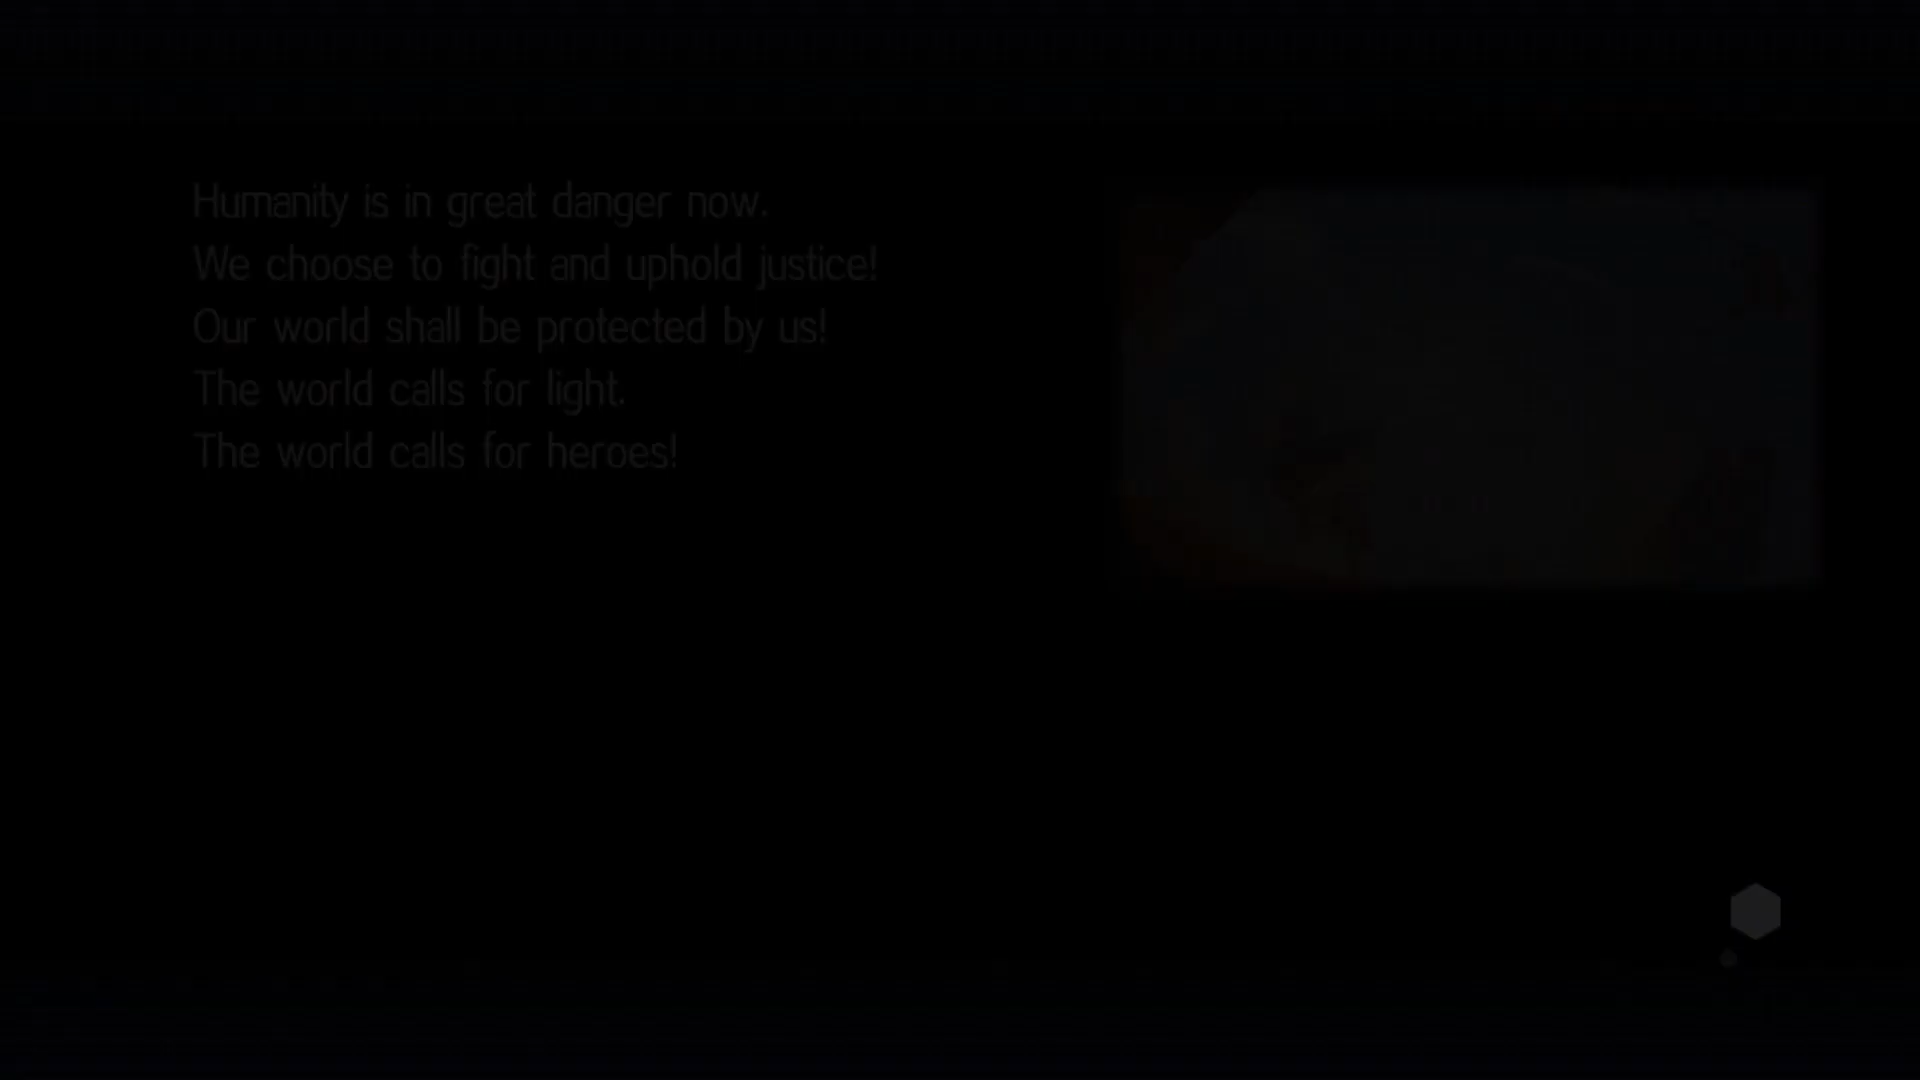 Humanity is in great danger now.
We choose to fight and uphold justice!
Our world shall be protected by us!
The world calls for light.
The world calls for heroes!